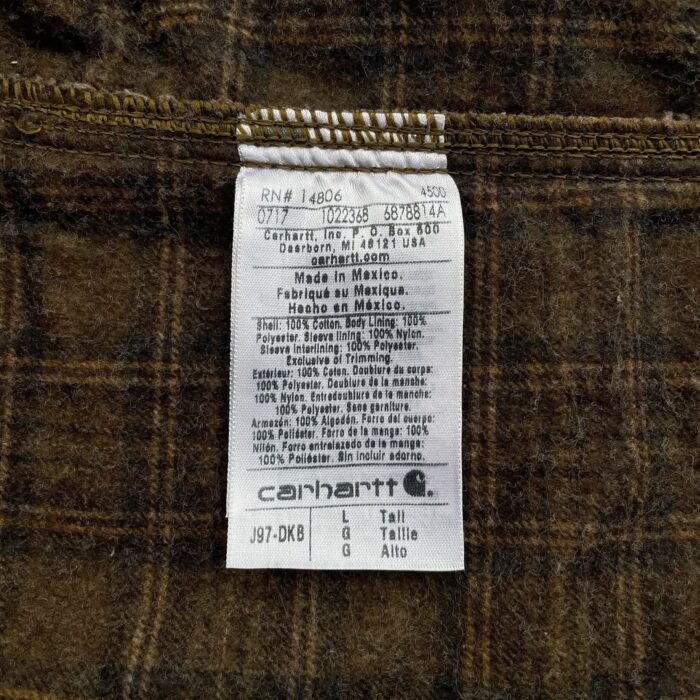 RN# 14806 4500
0717 1022368 6878814A
Carhartt, Inc. P. O. Box 600
Dearborn, MI 48121 USA
carhartt.com
Made in Mexico.
Fabriqué au Mexique.
Hecho en México.
Shell: 100% Cotton. Body Lining: 100%
Polyester. Sleeve lining: 100% Nylon.
Sleeve Interlining: 100% Polyester.
Exclusive of Trimming.
Extérieur: 100% Coton. Doublure du corps:
100% Polyester. Doublure de la manche:
100% Nylon. Entredoublure de la manche:
100% Polyester. Sans garniture.
Armazón: 100% Algodón. Forro del cuerpo:
100% Poliéster. Forro de la manga: 100%
Nilón. Forro entrelazado de la manga:
100% Poliéster. Sin incluir adorno.
carhartt
J97-DKB
L Tall
G Taille
G Alto